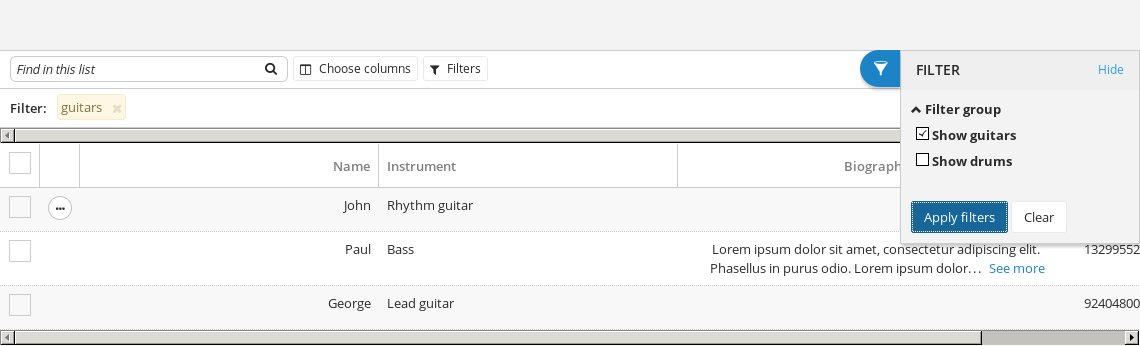 Find in this list
Choose columns
Filters
FILTER
Hide
Filter: guitars
Filter group
Show guitars
Show drums
Apply filters
Clear
Name Instrument Biograph
John Rhythm guitar
Paul Bass Lorem ipsum dolor sit amet, consectetur adipiscing elit. 13299552
Phasellus in purus odio. Lorem ipsum dolor... See more
George Lead guitar 92404800